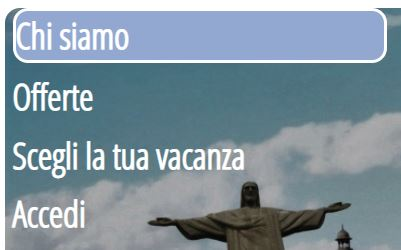 Chi siamo
Offerte
Scegli la tua vacanza
Accedi